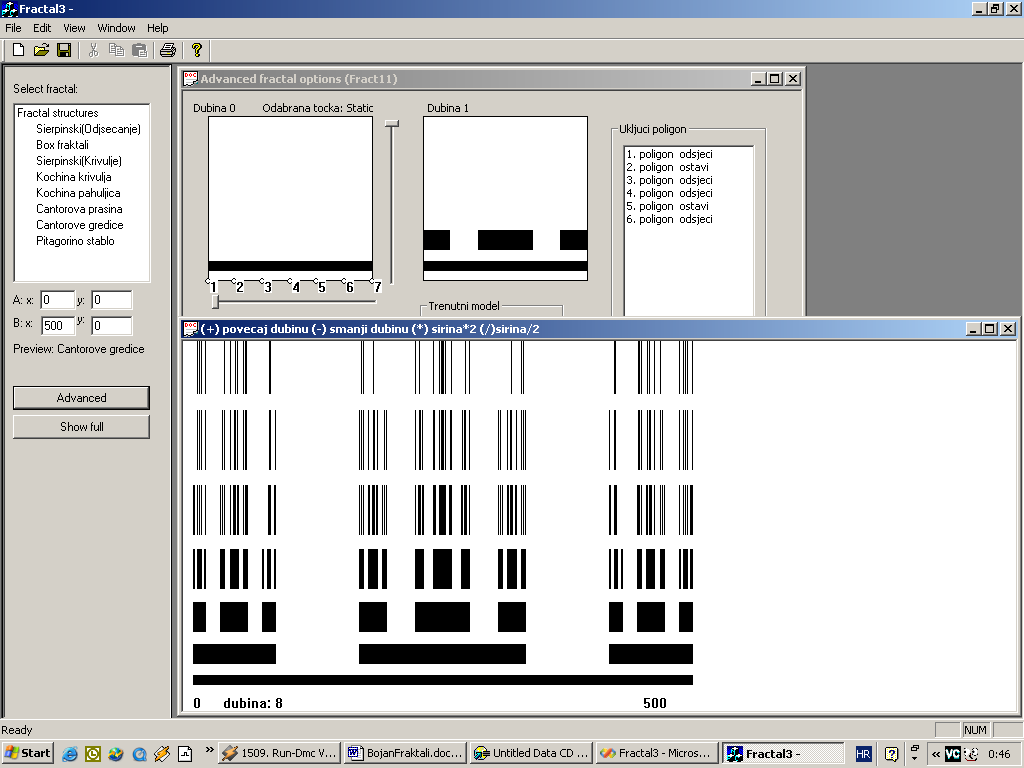 Fractal3 -
File Edit View Window Help
Select fractal:
Fractal structures
Sierpinski(Odjsecanje)
Box fraktali
Sierpinski(Krivulje)
Kochina krivulja
Kochina pahuljica
Cantorova prasina
Cantorove gredice
Pitagorino stablo
A: x: 0 y: 0
B: x: 500 y: 0
Preview: Cantorove gredice
Advanced
Show full
Advanced fractal options (Fract11)
Dubina 0 Odabrana tocka: Static Dubina 1
1 2 3 4 5 6 7
Ukljuci poligon
1. poligon odsjeci
2. poligon ostavi
3. poligon odsjeci
4. poligon odsjeci
5. poligon ostavi
6. poligon odsjeci
Trenutni model
(+) povecaj dubinu (-) smanji dubinu (*) sirina*2 (/)sirina/2
0 dubina: 8 500
Ready NUM
Start » 1509. Run-Dmc V... BojanFraktali.doc... Untitled Data CD ... Fractal3 - Micros... Fractal3 - HR « VC 0:46